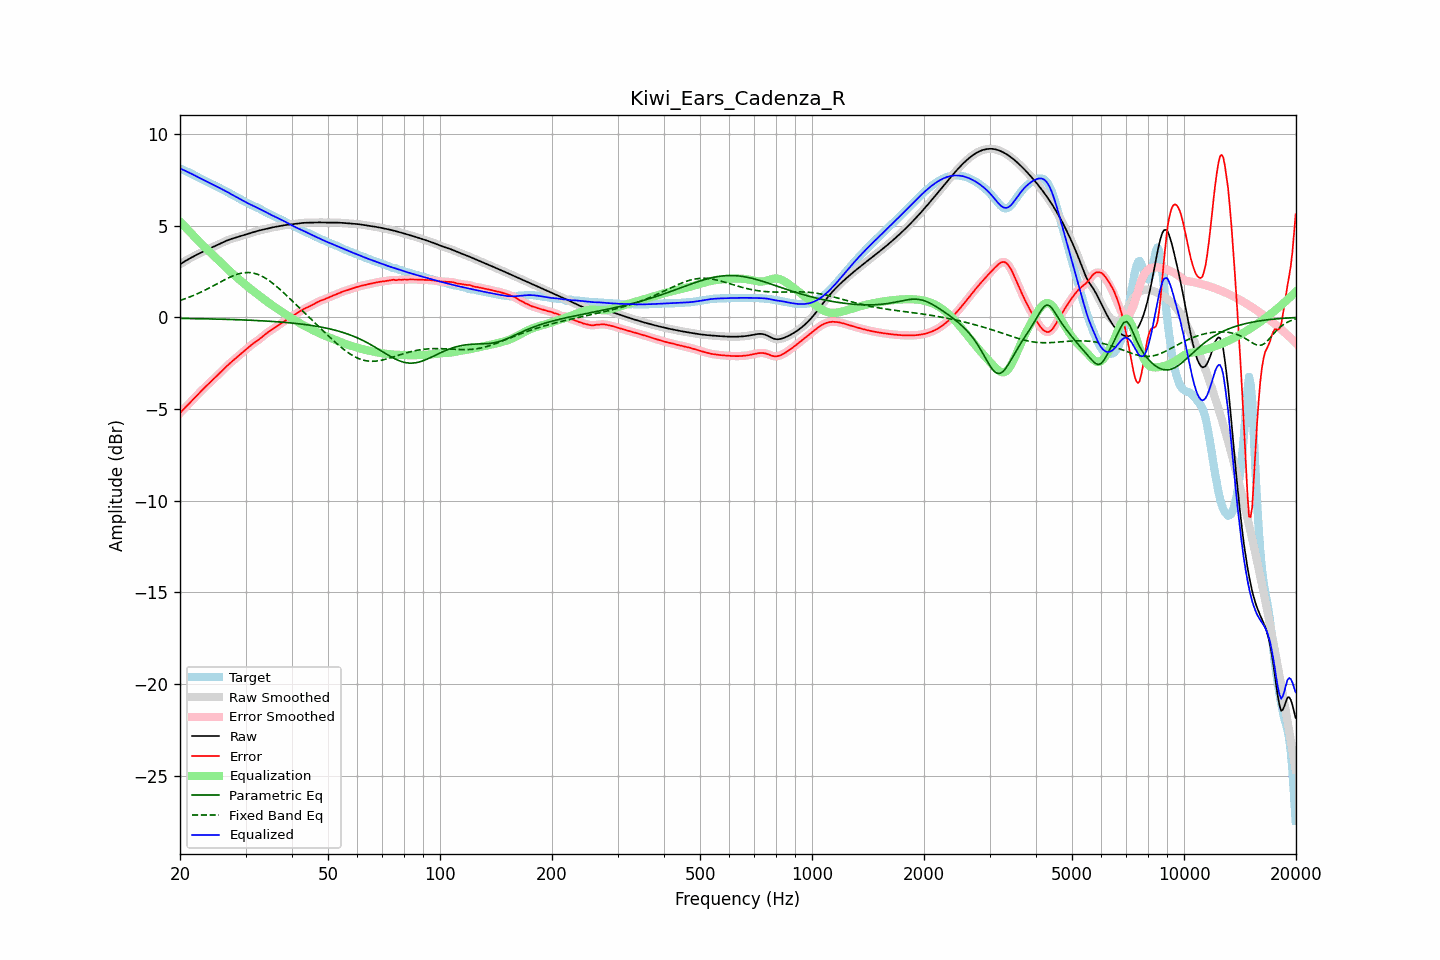 Kiwi_Ears_Cadenza_R
10
5
0
−5
−10
−15
−20
−25
Amplitude (dBr)
Target
Raw Smoothed
Error Smoothed
Raw
Error
Equalization
Parametric Eq
Fixed Band Eq
Equalized
20 50 100 200 500 1000 2000 5000 10000 20000
Frequency (Hz)